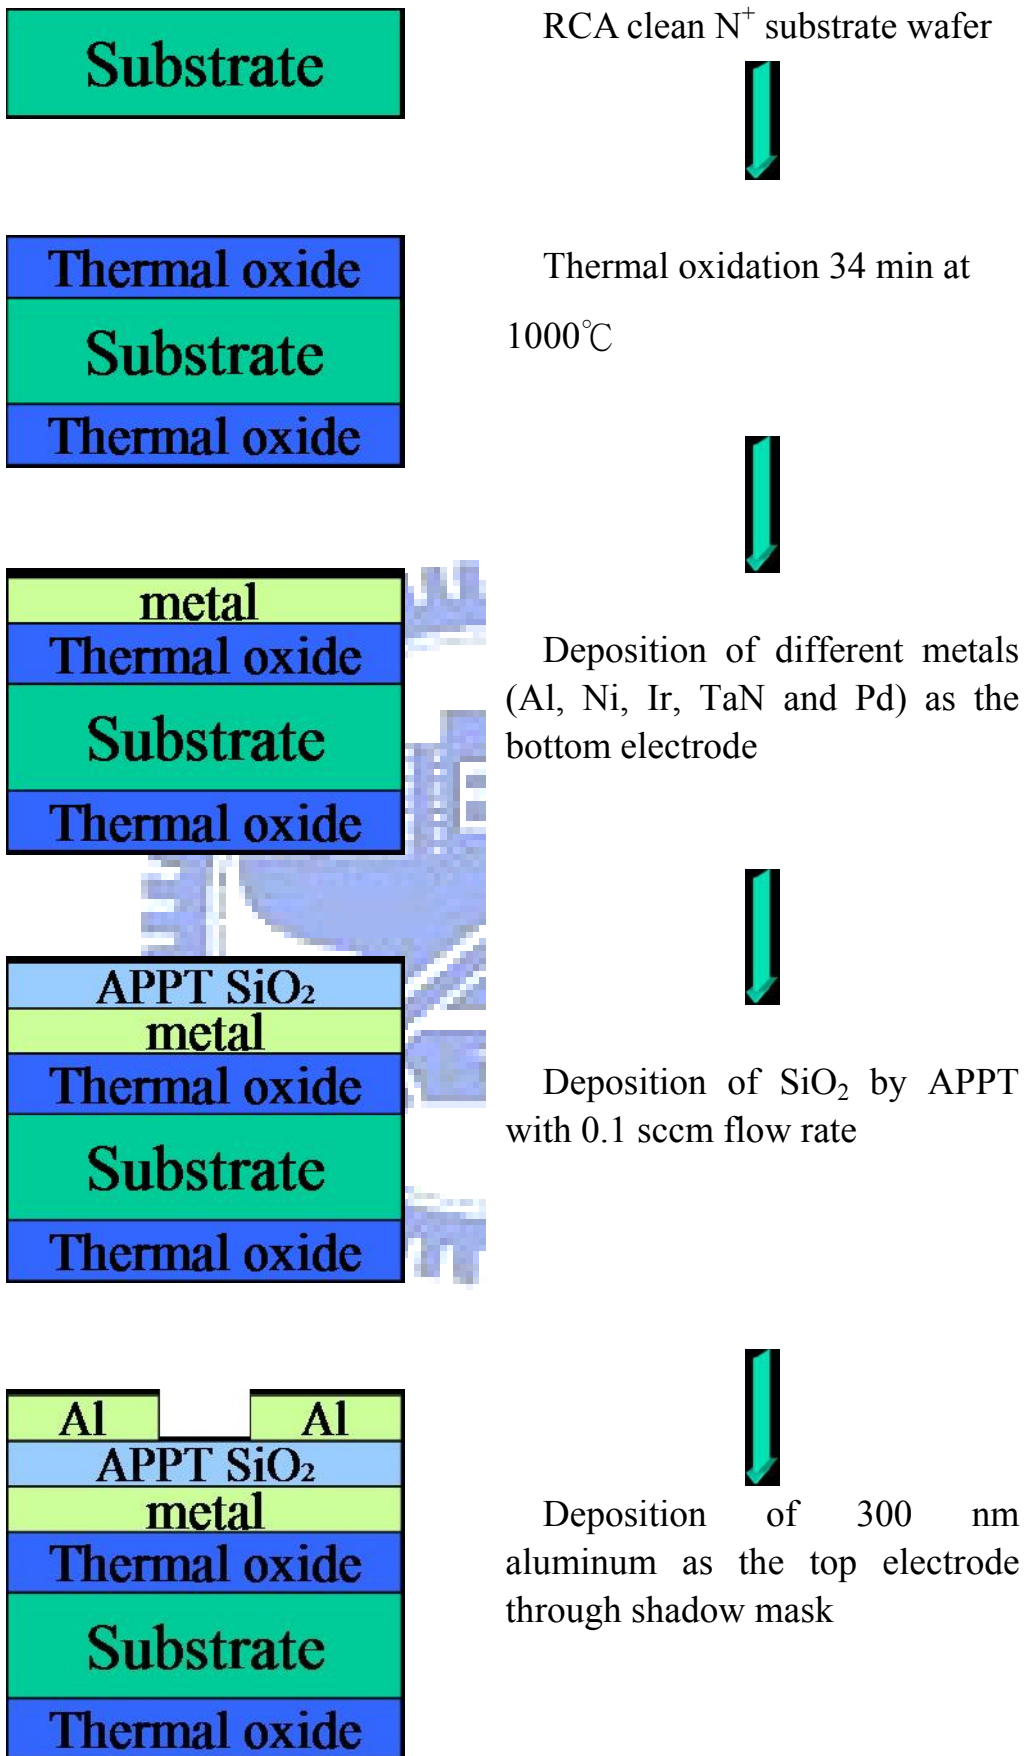 Substrate
RCA clean N⁺ substrate wafer
Thermal oxide
Substrate
Thermal oxide
Thermal oxidation 34 min at
1000℃
metal
Thermal oxide
Substrate
Thermal oxide
Deposition of different metals
(Al, Ni, Ir, TaN and Pd) as the
bottom electrode
APPT SiO₂
metal
Thermal oxide
Substrate
Thermal oxide
Deposition of SiO₂ by APPT
with 0.1 sccm flow rate
Al Al
APPT SiO₂
metal
Thermal oxide
Substrate
Thermal oxide
Deposition of 300 nm
aluminum as the top electrode
through shadow mask